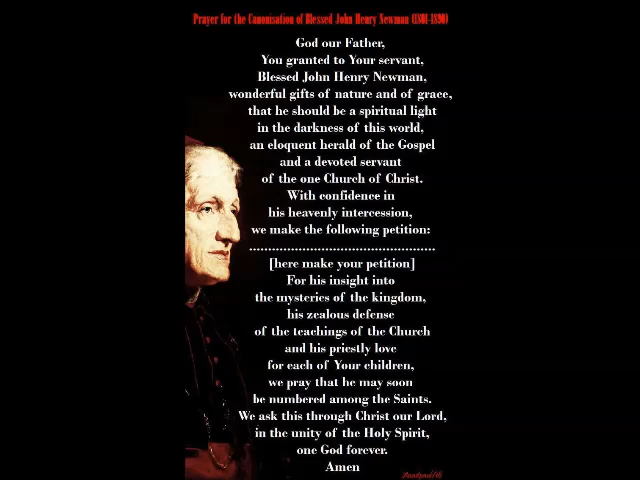 Prayer for the Canonisation of Blessed John Henry Newman (1801-1890)
God our Father,
You granted to Your servant,
Blessed John Henry Newman,
wonderful gifts of nature and of grace,
that he should be a spiritual light
in the darkness of this world,
an eloquent herald of the Gospel
and a devoted servant
of the one Church of Christ.
With confidence in
his heavenly intercession,
we make the following petition:
.................................................
[here make your petition]
For his insight into
the mysteries of the kingdom,
his zealous defense
of the teachings of the Church
and his priestly love
for each of Your children,
we pray that he may soon
be numbered among the Saints.
We ask this through Christ our Lord,
in the unity of the Holy Spirit,
one God forever.
Amen